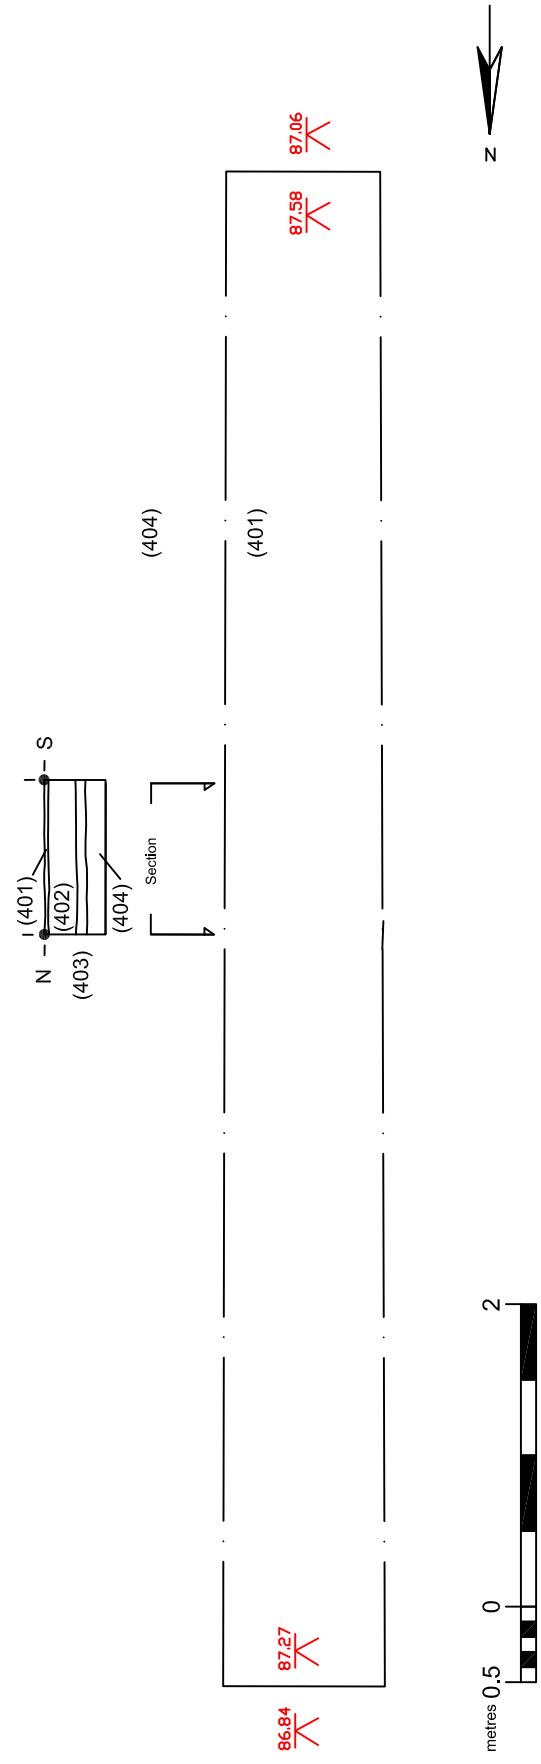 N
(401)
(402)
(403)
(404)
S
Section
(404)
(401)
86.84
87.27
87.58
87.06
N
metres 0.5 0 2